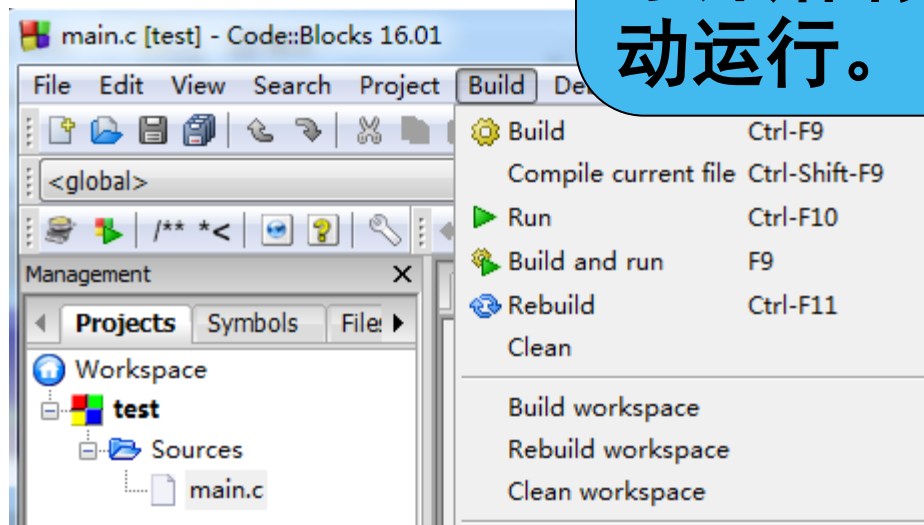 动运行。
main.c [test] - Code::Blocks 16.01
File Edit View Search Project Build De
<global>
/** *<
Management
Projects Symbols File
Workspace
test
Sources
main.c
Build Ctrl-F9
Compile current file Ctrl-Shift-F9
Run Ctrl-F10
Build and run F9
Rebuild Ctrl-F11
Clean
Build workspace
Rebuild workspace
Clean workspace